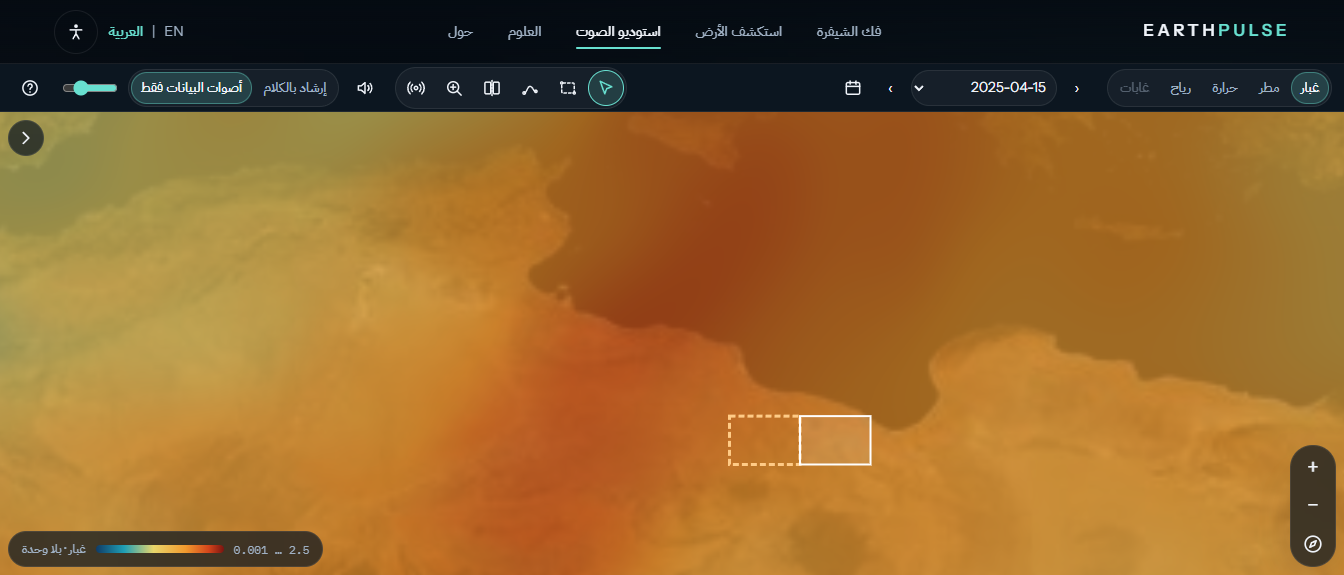 EARTHPULSE
فك الشيفرة
استكشف الأرض
استوديو الصوت
العلوم
حول
العربية | EN
غبار
مطر
حرارة
رياح
غابات
2025-04-15
إرشاد بالكلام
أصوات البيانات فقط
غبار · بلا وحدة
0.001 … 2.5